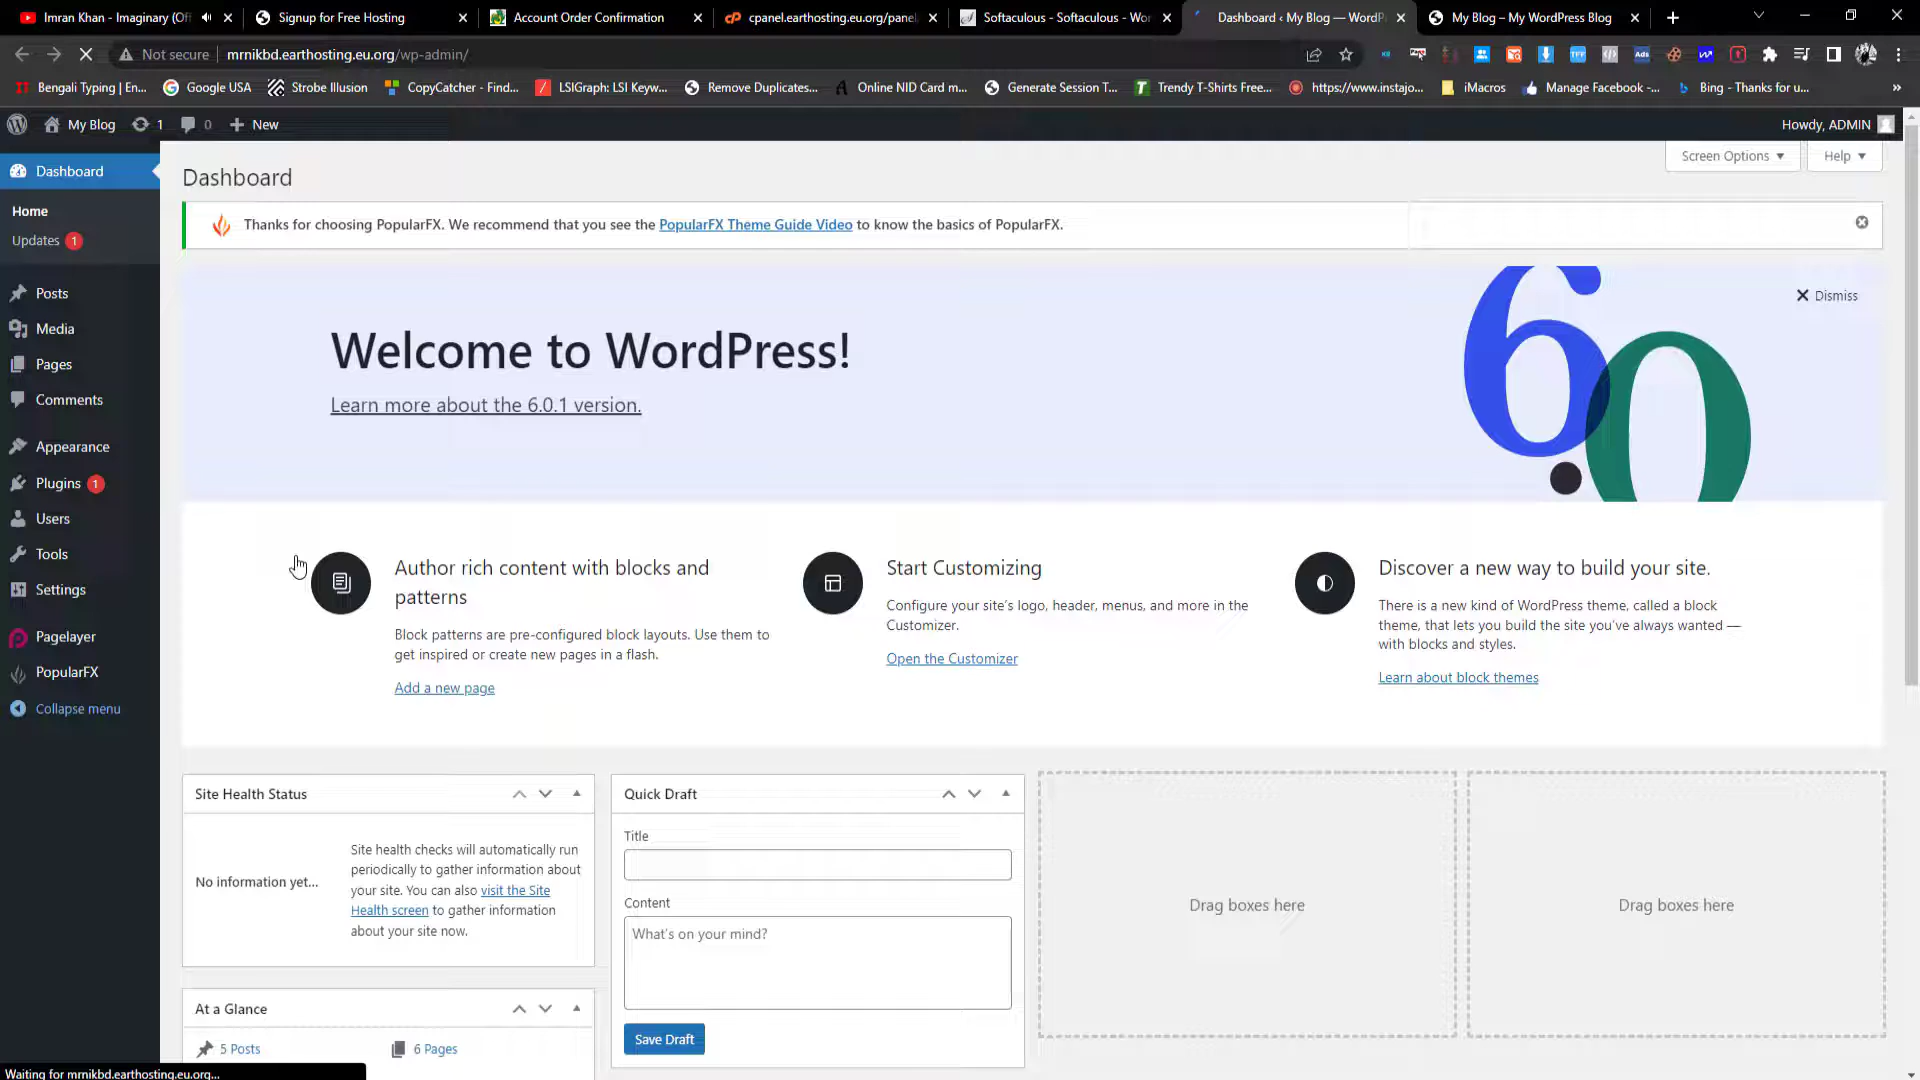 Imran Khan - Imaginary (Off
Signup for Free Hosting
Account Order Confirmation
cpanel.earthosting.eu.org/panel
Softaculous - Softaculous - Wor
Dashboard ‹ My Blog — WordP
My Blog – My WordPress Blog
Not secure
mrnikbd.earthosting.eu.org/wp-admin/
Bengali Typing | En...
Google USA
Strobe Illusion
CopyCatcher - Find...
LSIGraph: LSI Keyw...
Remove Duplicates...
Online NID Card m...
Generate Session T...
Trendy T-Shirts Free...
https://www.instajo...
iMacros
Manage Facebook -...
Bing - Thanks for u...
My Blog
1
0
New
Howdy, ADMIN
Screen Options
Help
Dashboard
Home
Updates 1
Posts
Media
Pages
Comments
Appearance
Plugins 1
Users
Tools
Settings
Pagelayer
PopularFX
Collapse menu
Dashboard
Thanks for choosing PopularFX. We recommend that you see the PopularFX Theme Guide Video to know the basics of PopularFX.
Welcome to WordPress!
Learn more about the 6.0.1 version.
6.0
Dismiss
Author rich content with blocks and
patterns
Block patterns are pre-configured block layouts. Use them to
get inspired or create new pages in a flash.
Add a new page
Start Customizing
Configure your site's logo, header, menus, and more in the
Customizer.
Open the Customizer
Discover a new way to build your site.
There is a new kind of WordPress theme, called a block
theme, that lets you build the site you've always wanted —
with blocks and styles.
Learn about block themes
Site Health Status
No information yet...
Site health checks will automatically run
periodically to gather information about
your site. You can also visit the Site
Health screen to gather information
about your site now.
At a Glance
5 Posts
6 Pages
Quick Draft
Title
Content
What's on your mind?
Save Draft
Drag boxes here
Drag boxes here
Waiting for mrnikbd.earthosting.eu.org...